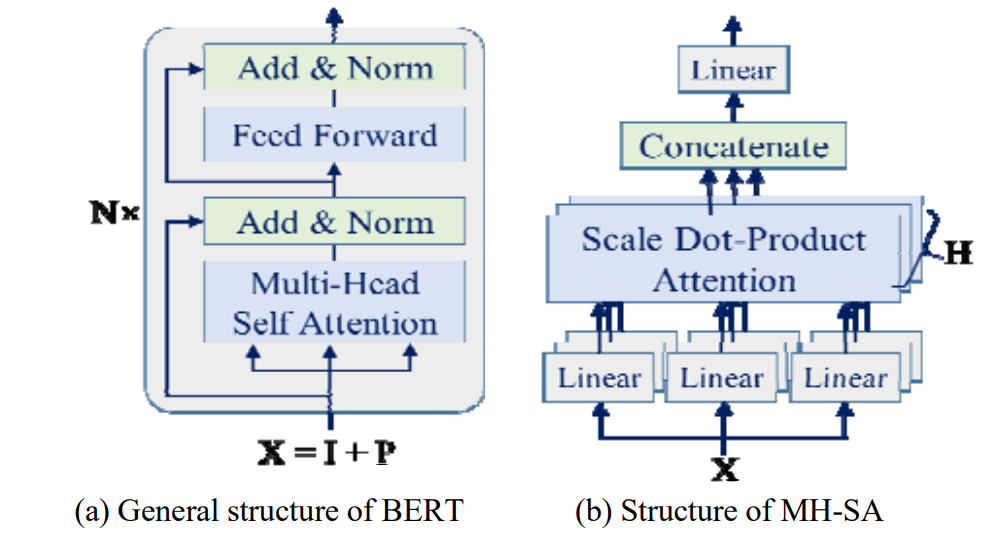 Add & Norm
Feed Forward
N×
Add & Norm
Multi-Head
Self Attention
X = I + P
(a) General structure of BERT
Linear
Concatenate
Scale Dot-Product
Attention
H
Linear
Linear
Linear
X
(b) Structure of MH-SA